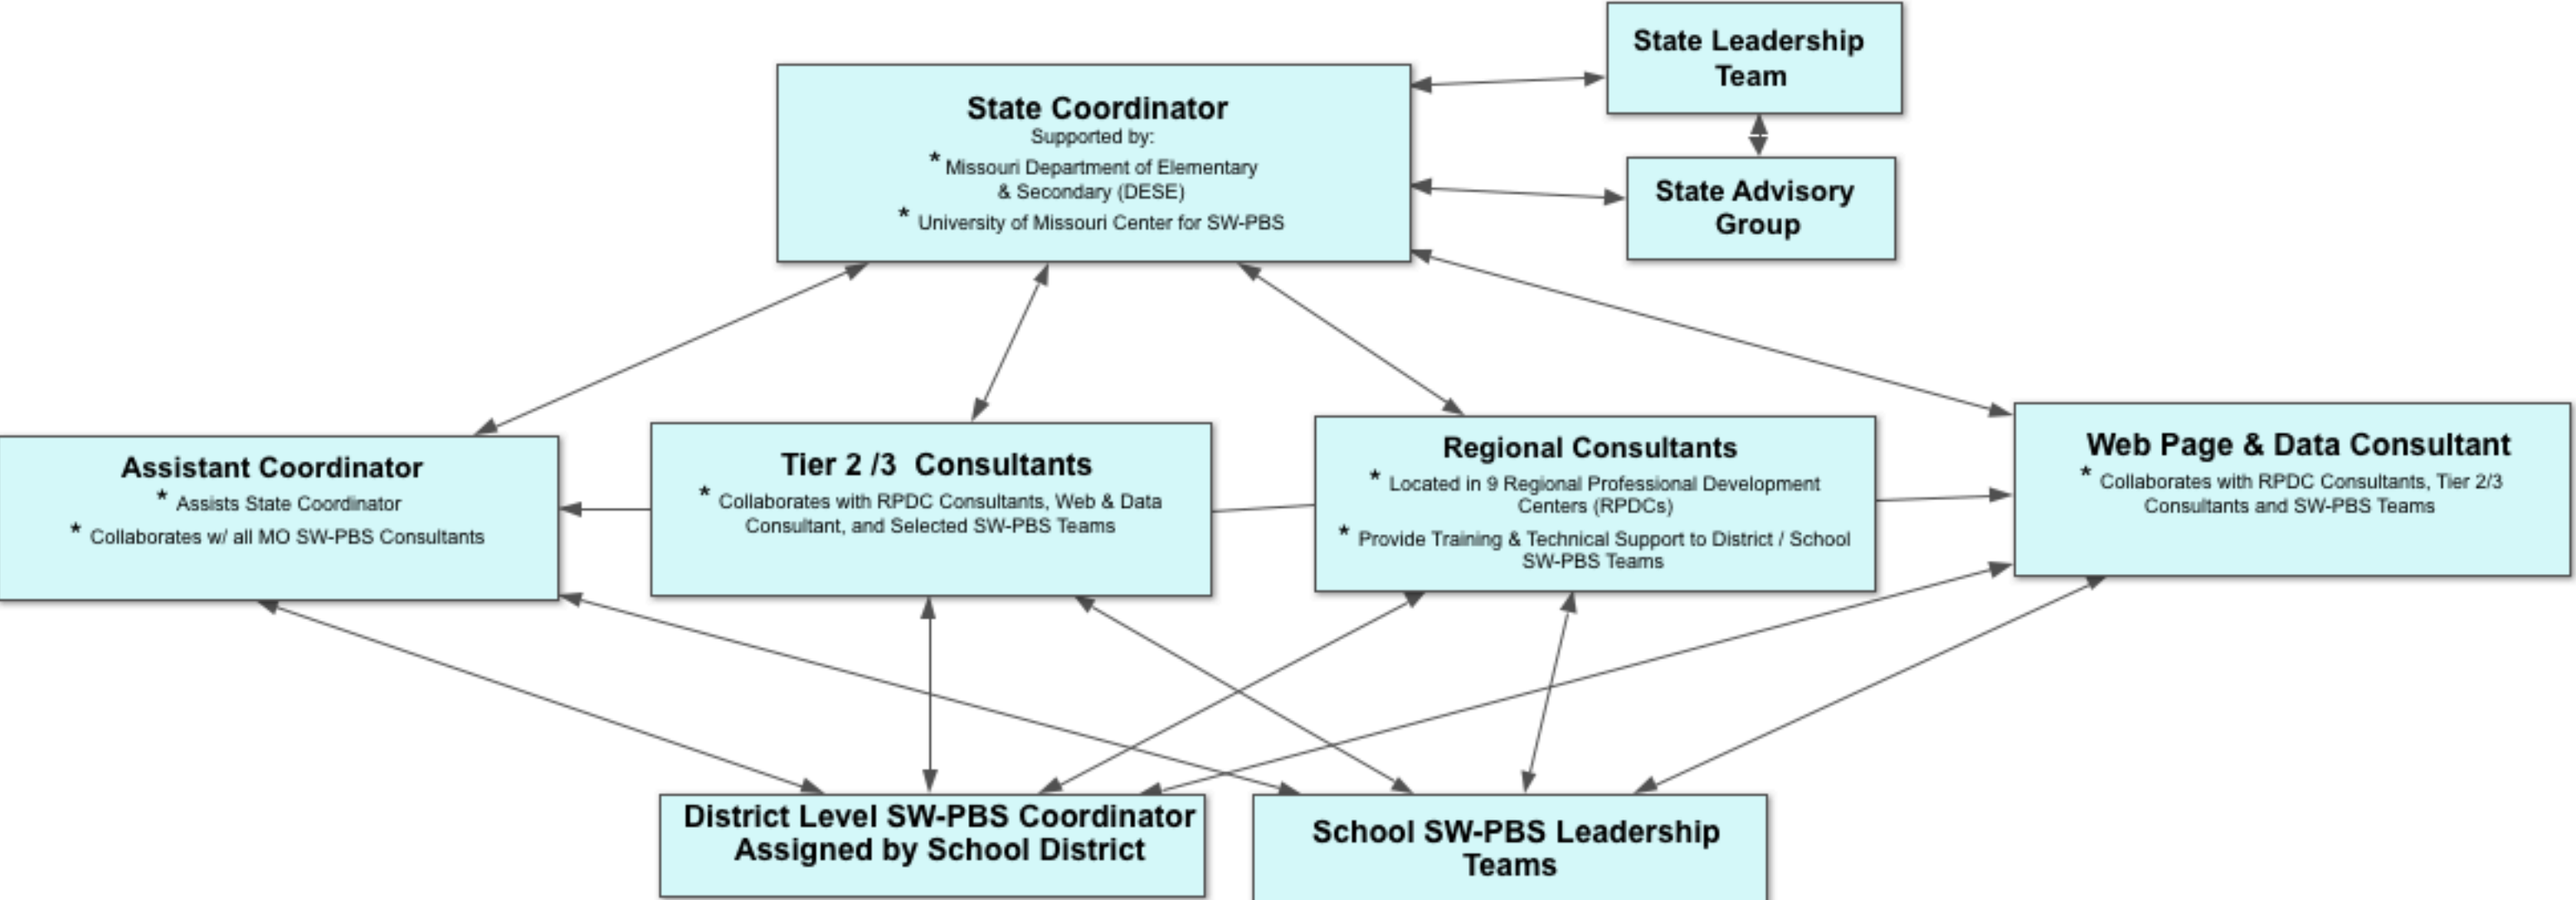 State Leadership
Team
State Coordinator
Supported by:
* Missouri Department of Elementary
& Secondary (DESE)
* University of Missouri Center for SW-PBS
State Advisory
Group
Assistant Coordinator
* Assists State Coordinator
* Collaborates w/ all MO SW-PBS Consultants
Tier 2 /3 Consultants
* Collaborates with RPDC Consultants, Web & Data
Consultant, and Selected SW-PBS Teams
Regional Consultants
* Located in 9 Regional Professional Development
Centers (RPDCs)
* Provide Training & Technical Support to District / School
SW-PBS Teams
Web Page & Data Consultant
* Collaborates with RPDC Consultants, Tier 2/3
Consultants and SW-PBS Teams
District Level SW-PBS Coordinator
Assigned by School District
School SW-PBS Leadership
Teams